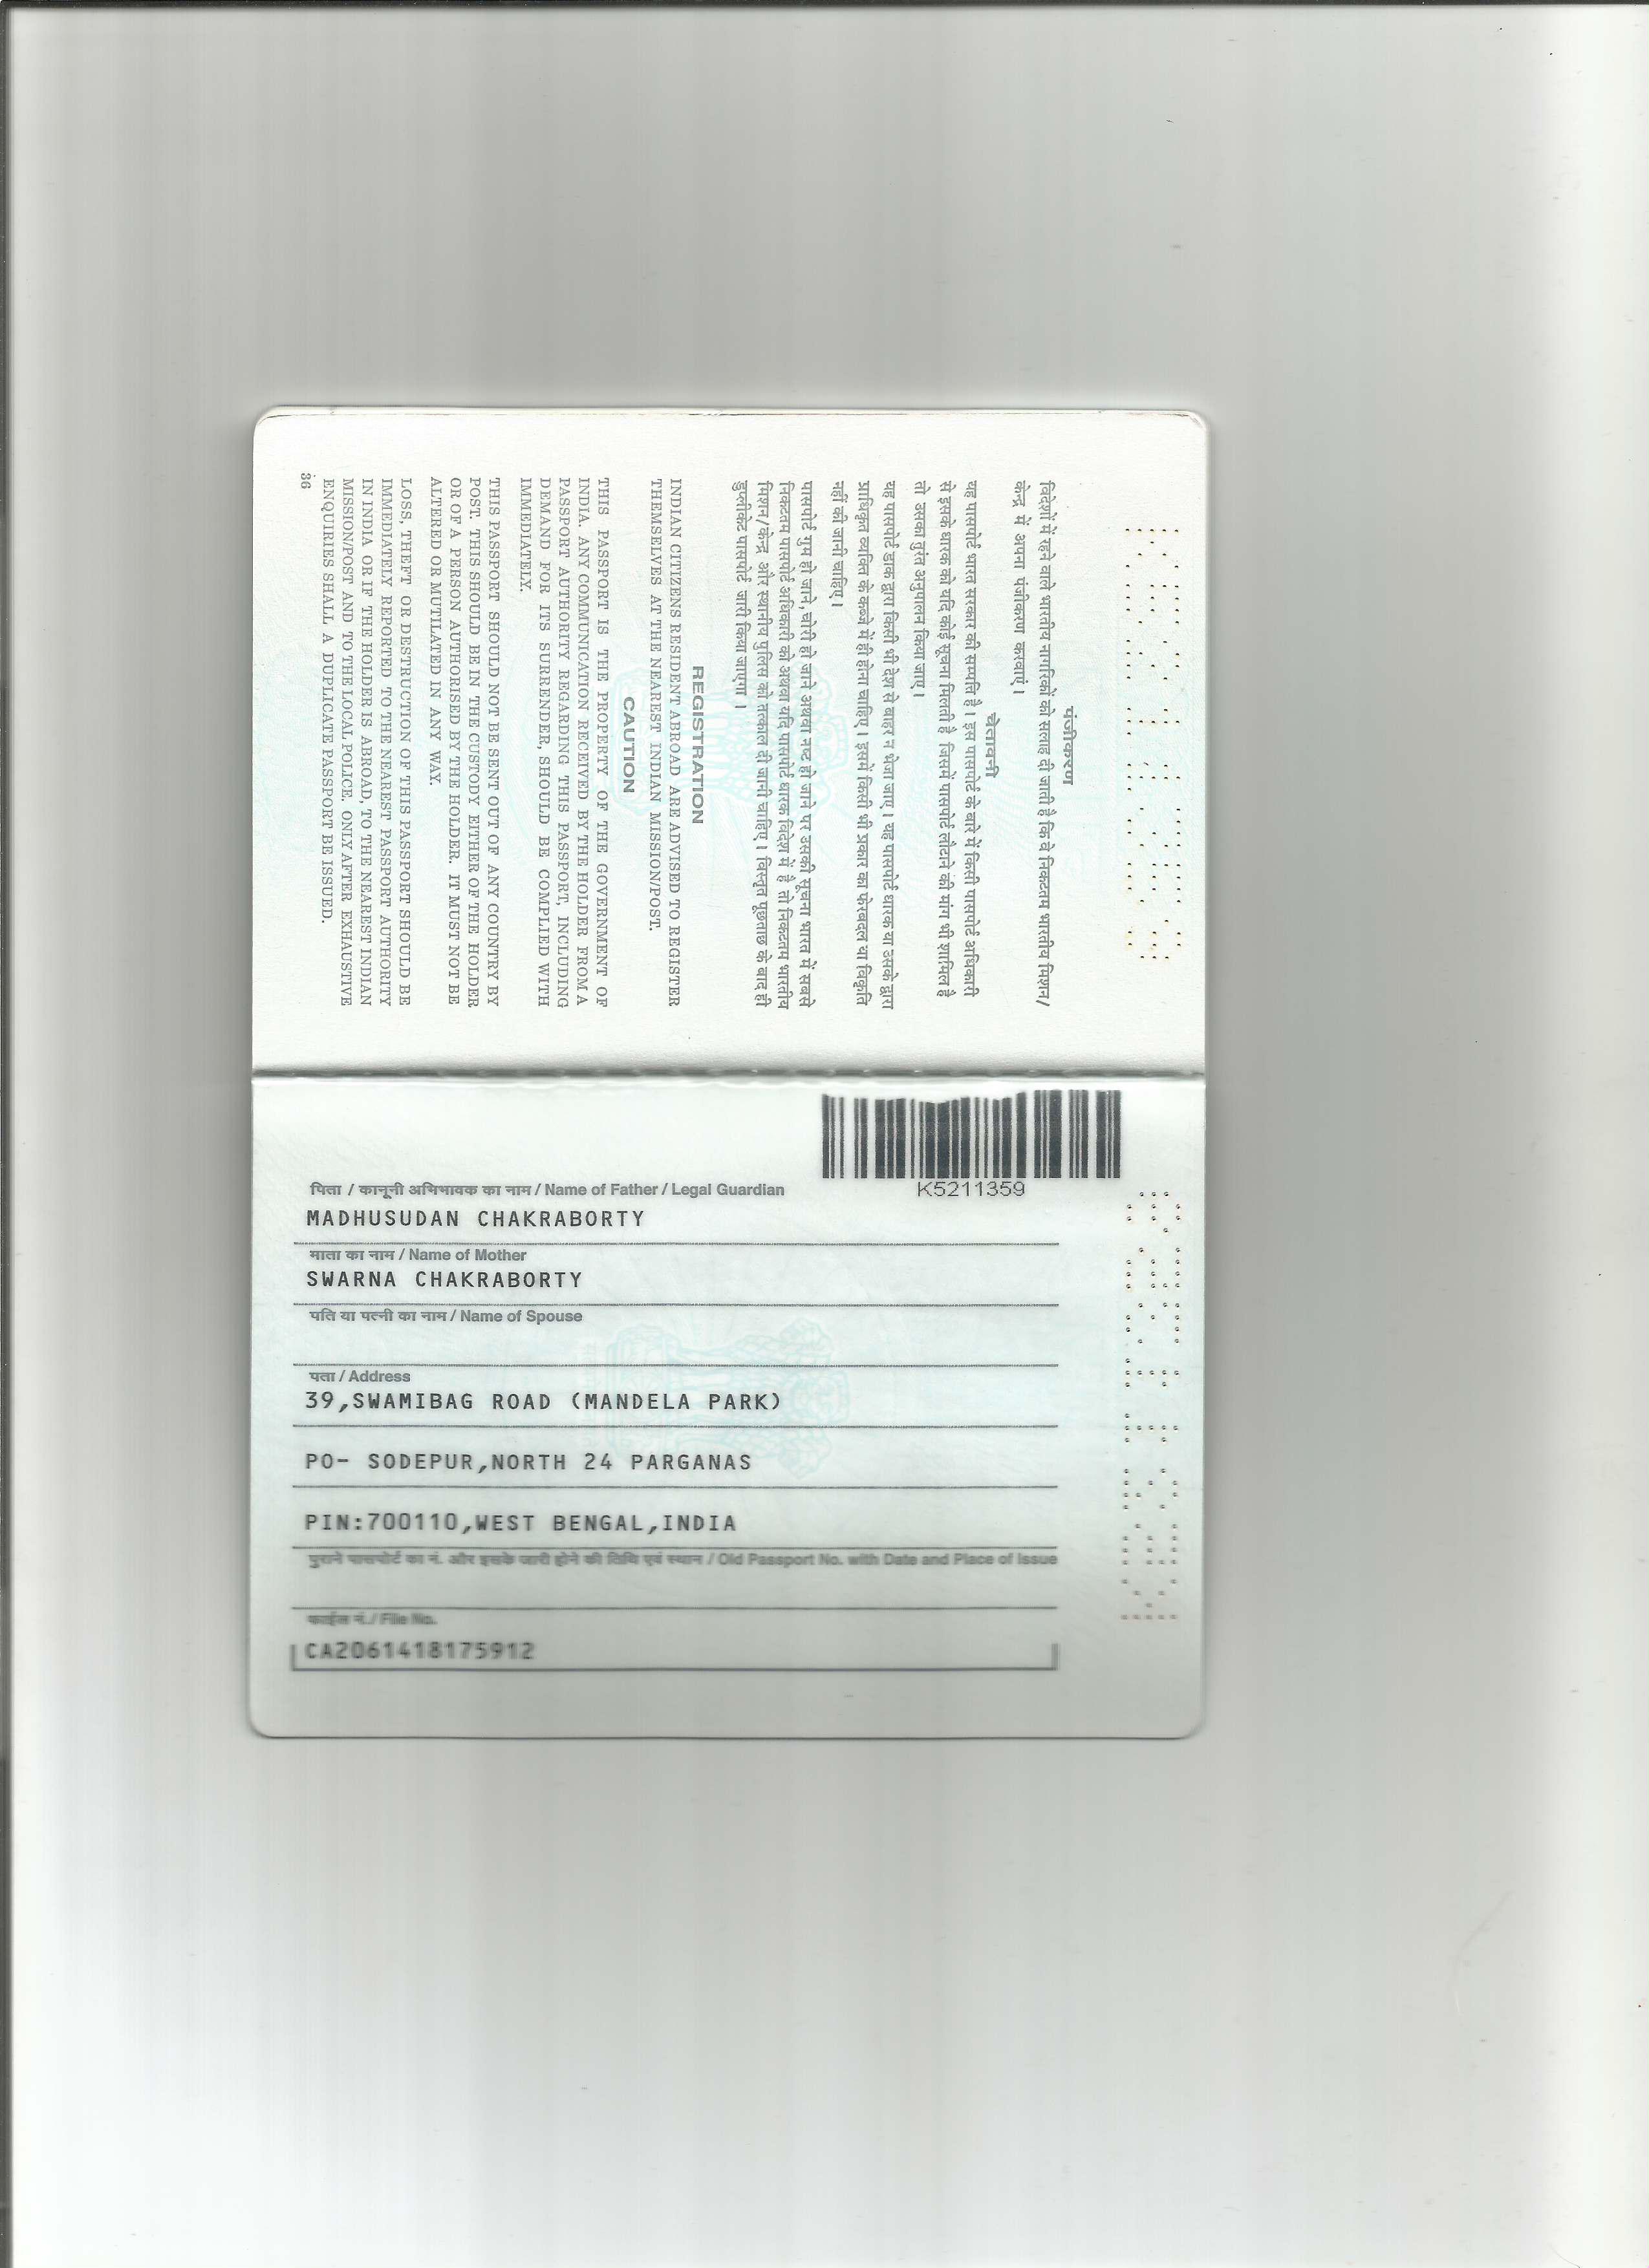 पंजीकरण
विदेशों में रहने वाले भारतीय नागरिकों को सलाह दी जाती है कि वे निकटतम भारतीय मिशन/
केन्द्र में अपना पंजीकरण करवाएं ।
चेतावनी
यह पासपोर्ट भारत सरकार की सम्पत्ति है । इस पासपोर्ट के बारे में किसी पासपोर्ट अधिकारी
से इसके धारक को यदि कोई सूचना मिलती है जिसमें पासपोर्ट लौटाने की मांग भी शामिल है
तो उसका तुरंत अनुपालन किया जाए ।
यह पासपोर्ट डाक द्वारा किसी भी देश से बाहर न भेजा जाए । यह पासपोर्ट धारक या उसके द्वारा
प्राधिकृत व्यक्ति के कब्जे में ही होना चाहिए । इसमें किसी भी प्रकार का फेरबदल या विकृति
नहीं की जानी चाहिए ।
पासपोर्ट गुम हो जाने, चोरी हो जाने अथवा नष्ट हो जाने पर उसकी सूचना भारत में सबसे
निकटतम पासपोर्ट अधिकारी को अथवा यदि पासपोर्ट धारक विदेश में है तो निकटतम भारतीय
मिशन/केन्द्र और स्थानीय पुलिस को तत्काल दी जानी चाहिए । विस्तृत पूछताछ के बाद ही
डुप्लीकेट पासपोर्ट जारी किया जाएगा ।
REGISTRATION
INDIAN CITIZENS RESIDENT ABROAD ARE ADVISED TO REGISTER
THEMSELVES AT THE NEAREST INDIAN MISSION/POST.
CAUTION
THIS PASSPORT IS THE PROPERTY OF THE GOVERNMENT OF
INDIA. ANY COMMUNICATION RECEIVED BY THE HOLDER FROM A
PASSPORT AUTHORITY REGARDING THIS PASSPORT, INCLUDING
DEMAND FOR ITS SURRENDER, SHOULD BE COMPLIED WITH
IMMEDIATELY.
THIS PASSPORT SHOULD NOT BE SENT OUT OF ANY COUNTRY BY
POST. THIS SHOULD BE IN THE CUSTODY EITHER OF THE HOLDER
OR OF A PERSON AUTHORISED BY THE HOLDER. IT MUST NOT BE
ALTERED OR MUTILATED IN ANY WAY.
LOSS, THEFT OR DESTRUCTION OF THIS PASSPORT SHOULD BE
IMMEDIATELY REPORTED TO THE NEAREST PASSPORT AUTHORITY
IN INDIA OR IF THE HOLDER IS ABROAD, TO THE NEAREST INDIAN
MISSION/POST AND TO THE LOCAL POLICE. ONLY AFTER EXHAUSTIVE
ENQUIRIES SHALL A DUPLICATE PASSPORT BE ISSUED.
36
K5211359
पिता / कानूनी अभिभावक का नाम / Name of Father / Legal Guardian
MADHUSUDAN CHAKRABORTY
माता का नाम / Name of Mother
SWARNA CHAKRABORTY
पति या पत्नी का नाम / Name of Spouse
पता / Address
39,SWAMIBAG ROAD (MANDELA PARK)
PO- SODEPUR,NORTH 24 PARGANAS
PIN:700110,WEST BENGAL,INDIA
पुराने पासपोर्ट का नं. और इसके जारी होने की तिथि एवं स्थान / Old Passport No. with Date and Place of Issue
फाईल नं./ File No.
CA2061418175912
K5211359